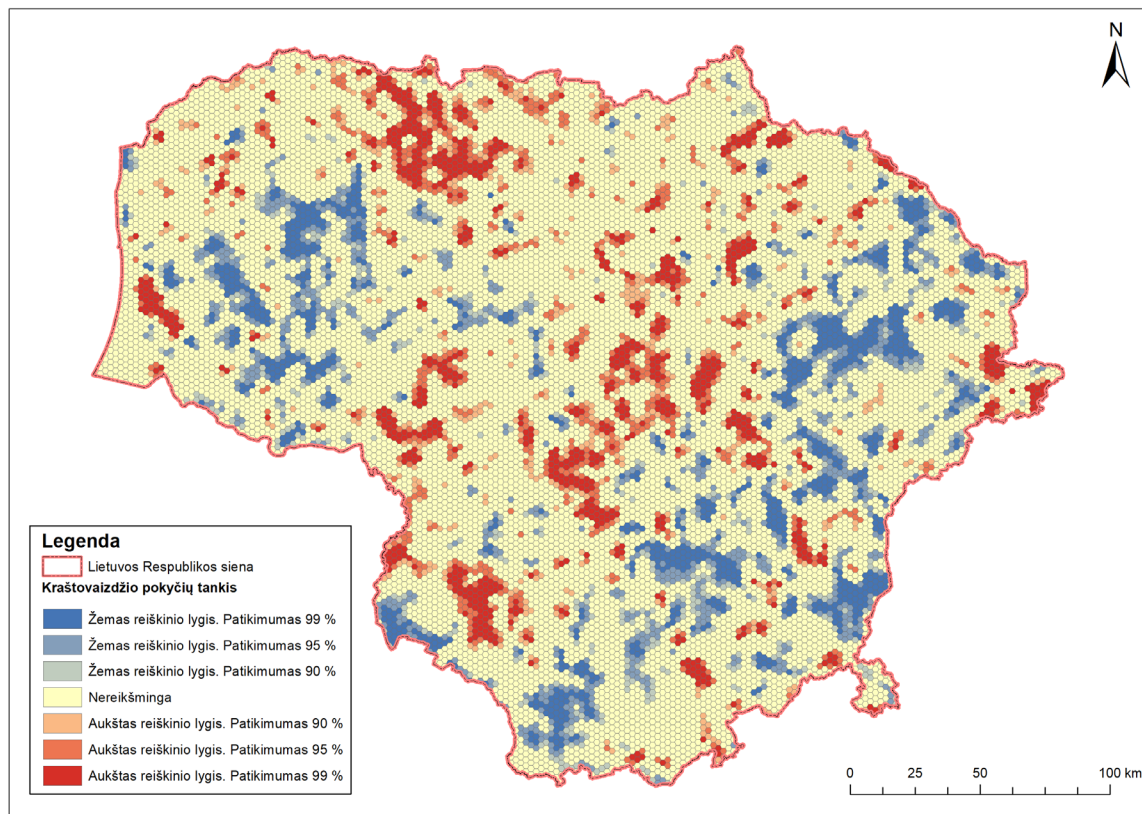 N
Legenda
Lietuvos Respublikos siena
Kraštovaizdžio pokyčių tankis
Žemas reiškinio lygis. Patikimumas 99 %
Žemas reiškinio lygis. Patikimumas 95 %
Žemas reiškinio lygis. Patikimumas 90 %
Nereikšminga
Aukštas reiškinio lygis. Patikimumas 90 %
Aukštas reiškinio lygis. Patikimumas 95 %
Aukštas reiškinio lygis. Patikimumas 99 %
0 25 50 100 km